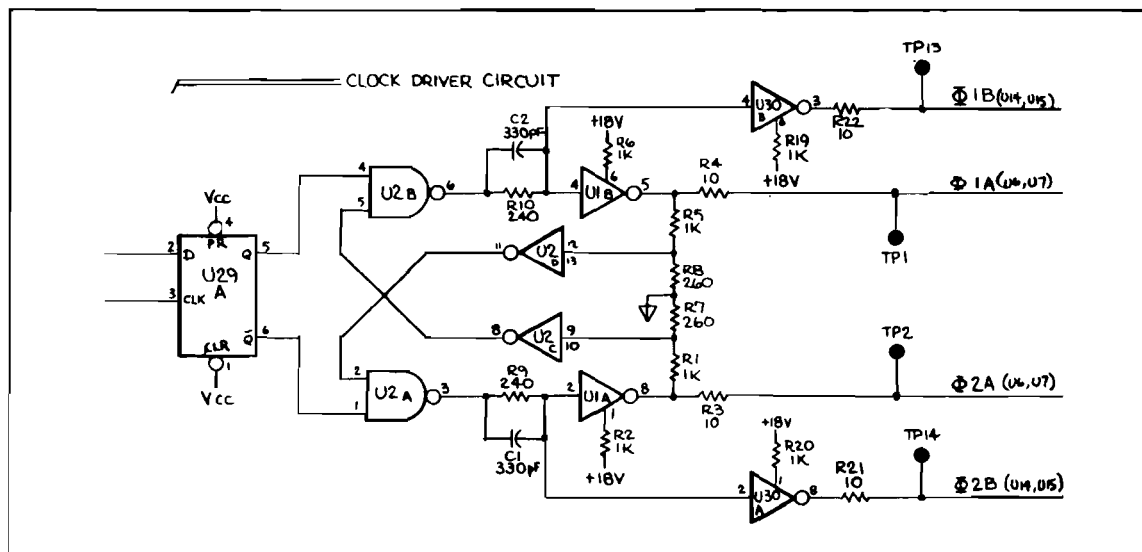 CLOCK DRIVER CIRCUIT
TP13
Φ1B (U14, U15)
4 U30 B 3
6
R22
10
R19
1K
+18V
C2
330pF
+18V
R6
1K
6
4 U1B 5
R10
240
R4
10
Φ1A (U6, U7)
TP1
4
5 U2B 6
R5
1K
Vcc
4
PR
2 D Q 5
U29
A
3 CLK
Q̄ 6
CLR
1
Vcc
11 U2 D 12
13
R8
260
R7
260
8 U2 C 9
10
R1
1K
TP2
2
1 U2A 3
R9
240
C1
330pF
2 U1A 8
1
R2
1K
+18V
R3
10
Φ2A (U6, U7)
+18V
R20
1K
1
TP14
2 U30 A 8
R21
10
Φ2B (U14, U15)